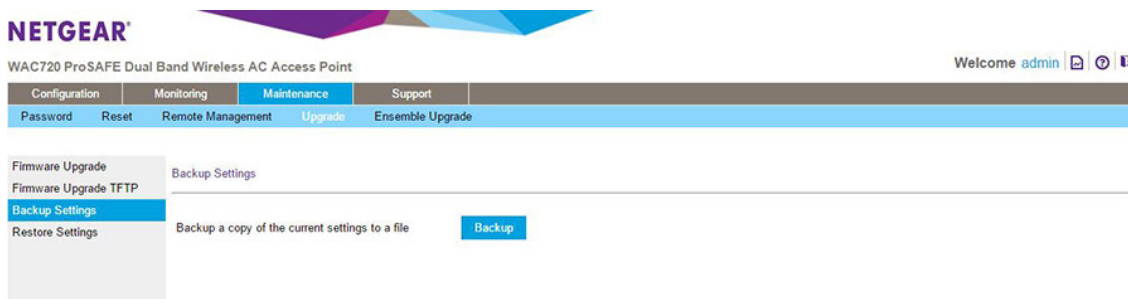 NETGEAR®
WAC720 ProSAFE Dual Band Wireless AC Access Point
Welcome admin
Configuration Monitoring Maintenance Support
Password Reset Remote Management Upgrade Ensemble Upgrade
Firmware Upgrade
Firmware Upgrade TFTP
Backup Settings
Restore Settings
Backup Settings
Backup a copy of the current settings to a file Backup